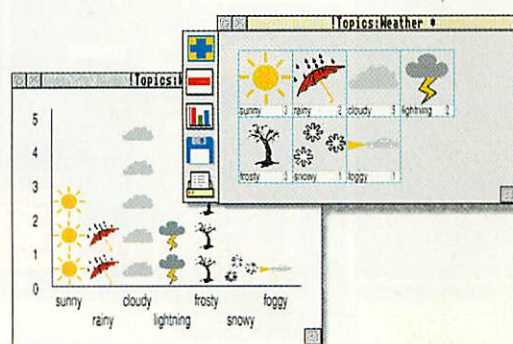 !Topics:Weather *
sunny 3 rainy 2 cloudy 5 lightning 2
frosty 3 snowy 1 foggy 1
!Topics:W
5
4
3
2
1
0
sunny cloudy frosty foggy
rainy lightning snowy